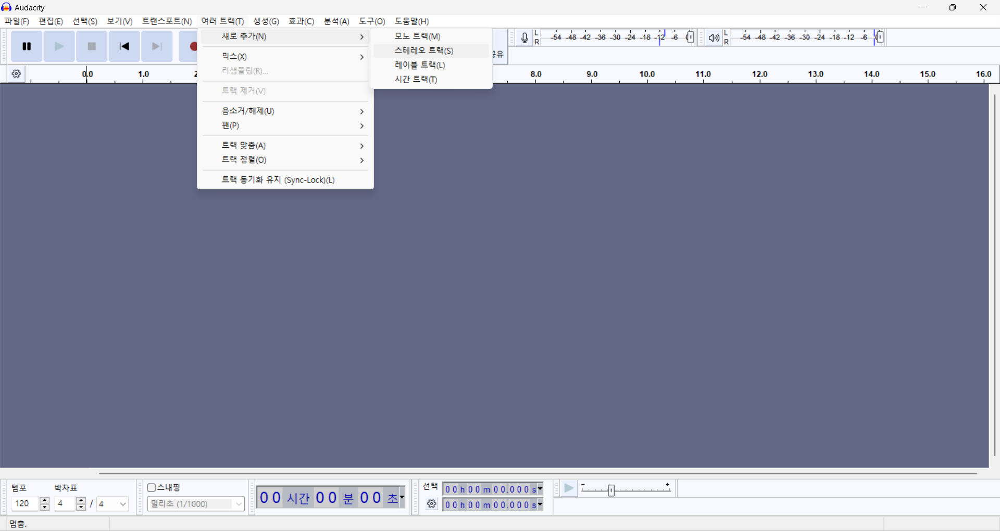 Audacity
파일(F) 편집(E) 선택(S) 보기(V) 트랜스포트(N) 여러 트랙(T) 생성(G) 효과(C) 분석(A) 도구(O) 도움말(H)
새로 추가(N)
믹스(X)
리샘플링(R)...
트랙 제거(V)
음소거/해제(U)
팬(P)
트랙 맞춤(A)
트랙 정렬(O)
트랙 동기화 유지 (Sync-Lock)(L)
모노 트랙(M)
스테레오 트랙(S)
레이블 트랙(L)
시간 트랙(T)
공유
L
R
-54 -48 -42 -36 -30 -24 -18 -12 -6
L
R
-54 -48 -42 -36 -30 -24 -18 -12 -6
0.0 1.0 2 8.0 9.0 10.0 11.0 12.0 13.0 14.0 15.0 16.0
템포 박자표
120 4 / 4
스내핑
밀리초 (1/1000)
00 시간 00 분 00 초
선택
00 h 00 m 00.000 s
00 h 00 m 00.000 s
- +
멈춤.